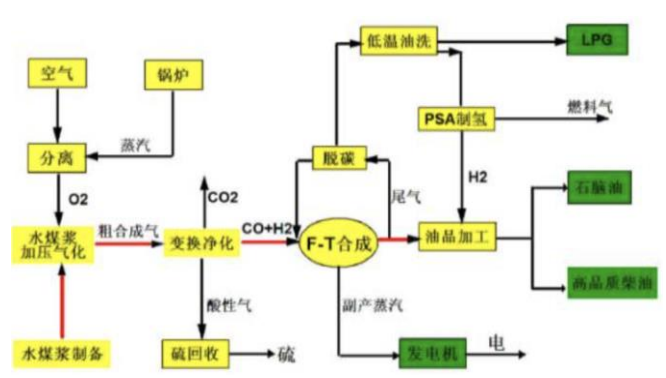 低温油洗
LPG
空气
锅炉
PSA制氢
燃料气
蒸汽
分离
脱碳
H2
O2
CO2
尾气
石脑油
粗合成气
CO+H2
水煤浆
加压气化
变换净化
F-T合成
油品加工
高品质柴油
酸性气
副产蒸汽
水煤浆制备
硫回收
硫
发电机
电